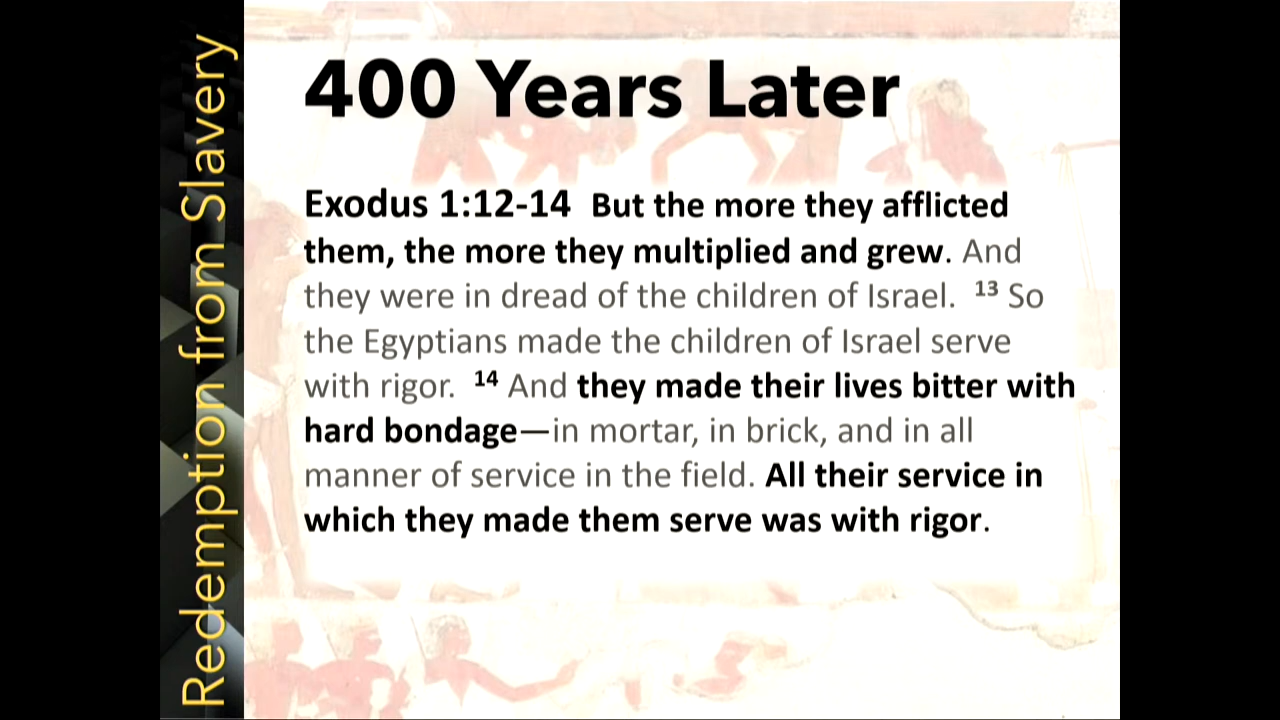 Redemption from Slavery
400 Years Later
Exodus 1:12-14 But the more they afflicted
them, the more they multiplied and grew. And
they were in dread of the children of Israel. 13 So
the Egyptians made the children of Israel serve
with rigor. 14 And they made their lives bitter with
hard bondage—in mortar, in brick, and in all
manner of service in the field. All their service in
which they made them serve was with rigor.